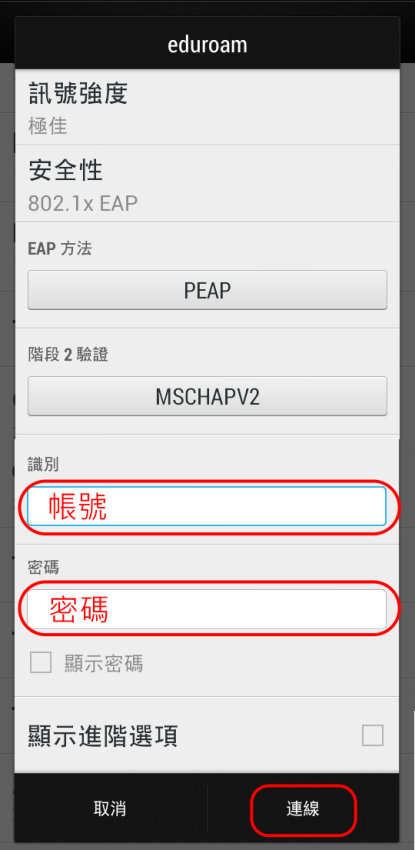 eduroam
訊號強度
極佳
安全性
802.1x EAP
EAP 方法
PEAP
階段 2 驗證
MSCHAPV2
識別
帳號
密碼
密碼
顯示密碼
顯示進階選項
取消
連線